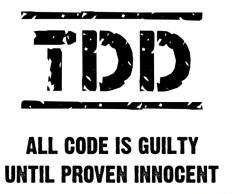 TDD
ALL CODE IS GUILTY
UNTIL PROVEN INNOCENT